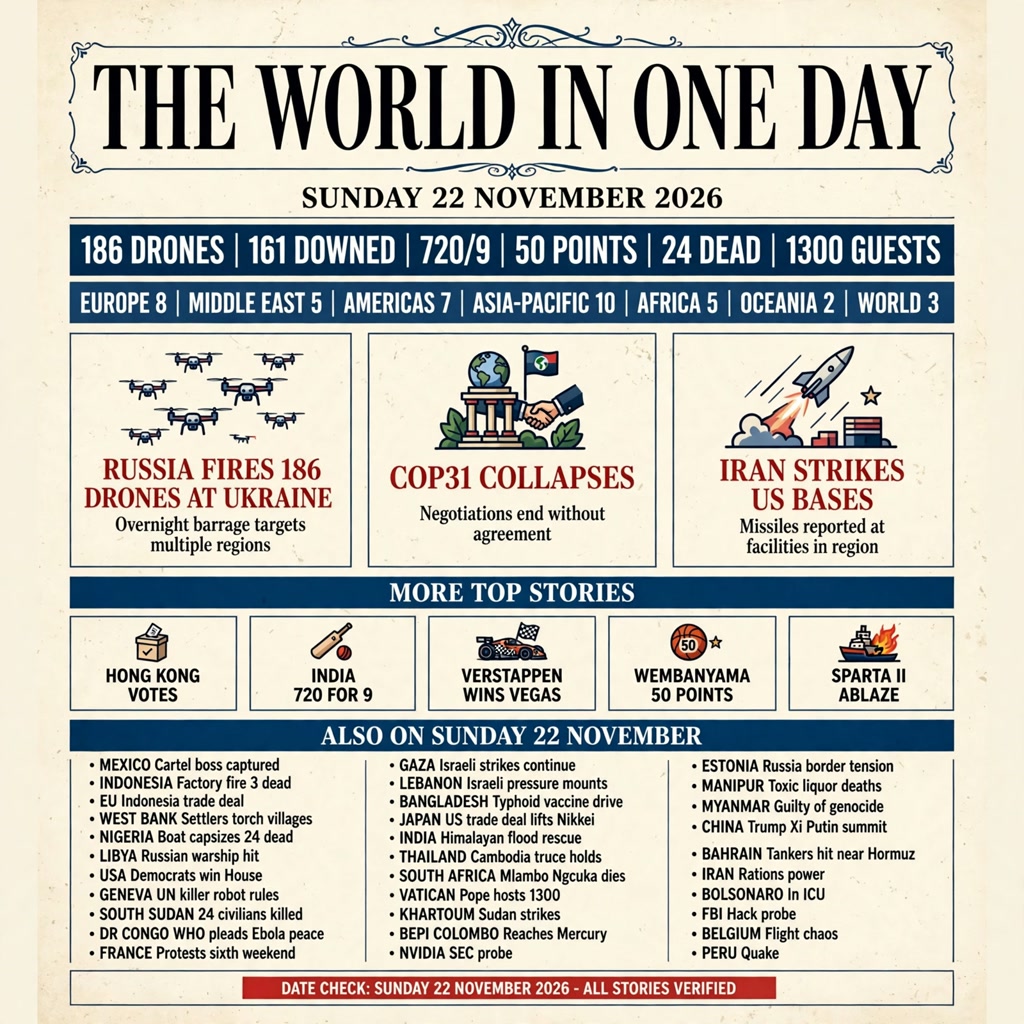 THE WORLD IN ONE DAY
SUNDAY 22 NOVEMBER 2026
186 DRONES | 161 DOWNED | 720/9 | 50 POINTS | 24 DEAD | 1300 GUESTS
EUROPE 8 | MIDDLE EAST 5 | AMERICAS 7 | ASIA-PACIFIC 10 | AFRICA 5 | OCEANIA 2 | WORLD 3
RUSSIA FIRES 186
DRONES AT UKRAINE
Overnight barrage targets
multiple regions
COP31 COLLAPSES
Negotiations end without
agreement
IRAN STRIKES
US BASES
Missiles reported at
facilities in region
MORE TOP STORIES
HONG KONG
VOTES
INDIA
720 FOR 9
VERSTAPPEN
WINS VEGAS
50
WEMBANYAMA
50 POINTS
SPARTA II
ABLAZE
ALSO ON SUNDAY 22 NOVEMBER
• MEXICO Cartel boss captured
• INDONESIA Factory fire 3 dead
• EU Indonesia trade deal
• WEST BANK Settlers torch villages
• NIGERIA Boat capsizes 24 dead
• LIBYA Russian warship hit
• USA Democrats win House
• GENEVA UN killer robot rules
• SOUTH SUDAN 24 civilians killed
• DR CONGO WHO pleads Ebola peace
• FRANCE Protests sixth weekend
• GAZA Israeli strikes continue
• LEBANON Israeli pressure mounts
• BANGLADESH Typhoid vaccine drive
• JAPAN US trade deal lifts Nikkei
• INDIA Himalayan flood rescue
• THAILAND Cambodia truce holds
• SOUTH AFRICA Mlambo Ngcuka dies
• VATICAN Pope hosts 1300
• KHARTOUM Sudan strikes
• BEPI COLOMBO Reaches Mercury
• NVIDIA SEC probe
• ESTONIA Russia border tension
• MANIPUR Toxic liquor deaths
• MYANMAR Guilty of genocide
• CHINA Trump Xi Putin summit
• BAHRAIN Tankers hit near Hormuz
• IRAN Rations power
• BOLSONARO In ICU
• FBI Hack probe
• BELGIUM Flight chaos
• PERU Quake
DATE CHECK: SUNDAY 22 NOVEMBER 2026 - ALL STORIES VERIFIED